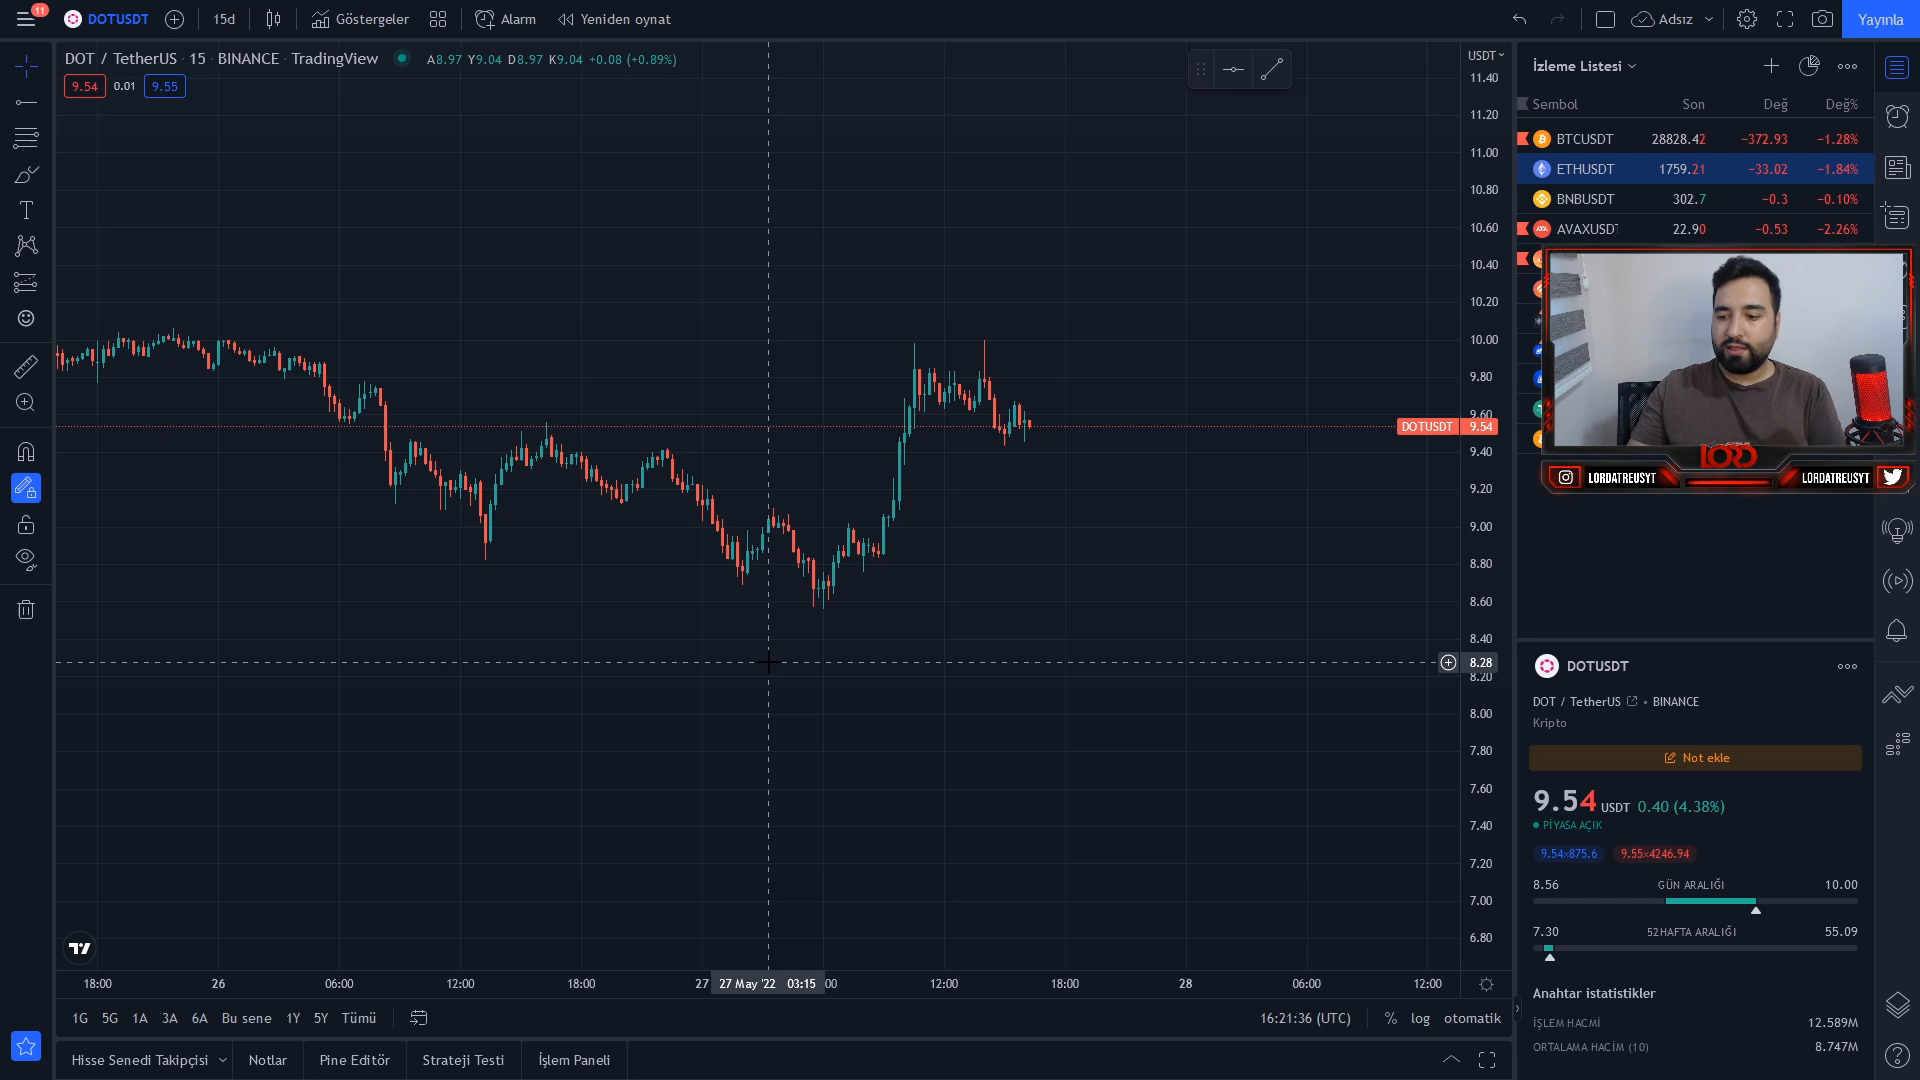 11
DOTUSDT
15d
Göstergeler
Alarm
Yeniden oynat
Adsız
Yayınla
DOT / TetherUS · 15 · BINANCE · TradingView
A8.97 Y9.04 D8.97 K9.04 +0.08 (+0.89%)
9.54 0.01 9.55
USDT
11.40
11.20
11.00
10.80
10.60
10.40
10.20
10.00
9.80
9.60
DOTUSDT 9.54
9.40
9.20
9.00
8.80
8.60
8.40
8.28
8.20
8.00
7.80
7.60
7.40
7.20
7.00
6.80
18:00 26 06:00 12:00 18:00 27 27 May '22 03:15 :00 12:00 18:00 28 06:00 12:00
1G 5G 1A 3A 6A Bu sene 1Y 5Y Tümü
16:21:36 (UTC) % log otomatik
Hisse Senedi Takipçisi Notlar Pine Editör Strateji Testi İşlem Paneli
İzleme Listesi
Sembol Son Değ Değ%
BTCUSDT 28828.42 −372.93 −1.28%
ETHUSDT 1759.21 −33.02 −1.84%
BNBUSDT 302.7 −0.3 −0.10%
AVAXUSDT 22.90 −0.53 −2.26%
LORD
LORDATREUSYT LORDATREUSYT
DOTUSDT
DOT / TetherUS • BINANCE
Kripto
Not ekle
9.54 USDT 0.40 (4.38%)
PİYASA AÇIK
9.54×875.6 9.55×4246.94
8.56 GÜN ARALIĞI 10.00
7.30 52HAFTA ARALIĞI 55.09
Anahtar istatistikler
İŞLEM HACMİ 12.589M
ORTALAMA HACİM (10) 8.747M